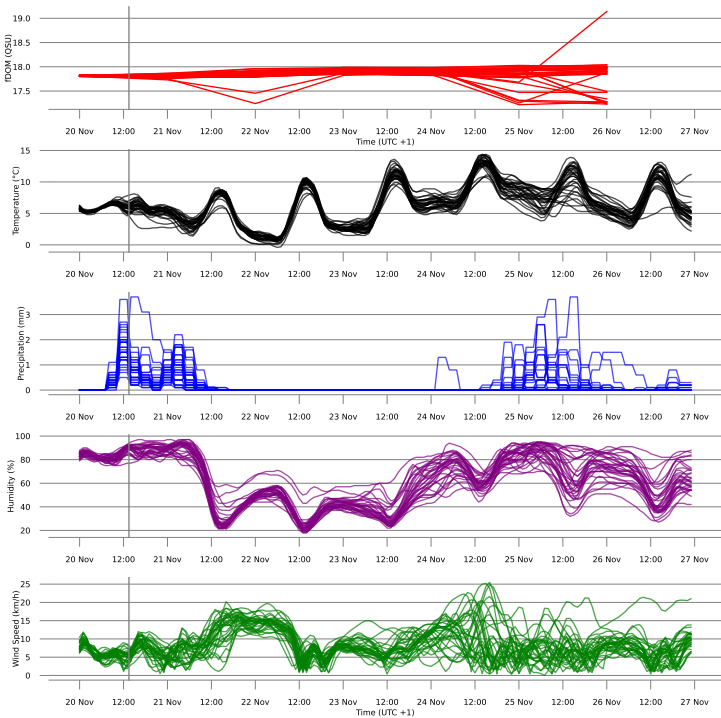 19.0
18.5
18.0
17.5
fDOM (QSU)
20 Nov 12:00 21 Nov 12:00 22 Nov 12:00 23 Nov 12:00 24 Nov 12:00 25 Nov 12:00 26 Nov 12:00 27 Nov
Time (UTC +1)
15
10
5
0
Temperature (°C)
20 Nov 12:00 21 Nov 12:00 22 Nov 12:00 23 Nov 12:00 24 Nov 12:00 25 Nov 12:00 26 Nov 12:00 27 Nov
3
2
1
0
Precipitation (mm)
20 Nov 12:00 21 Nov 12:00 22 Nov 12:00 23 Nov 12:00 24 Nov 12:00 25 Nov 12:00 26 Nov 12:00 27 Nov
100
80
60
40
20
Humidity (%)
20 Nov 12:00 21 Nov 12:00 22 Nov 12:00 23 Nov 12:00 24 Nov 12:00 25 Nov 12:00 26 Nov 12:00 27 Nov
25
20
15
10
5
0
Wind Speed (km/h)
20 Nov 12:00 21 Nov 12:00 22 Nov 12:00 23 Nov 12:00 24 Nov 12:00 25 Nov 12:00 26 Nov 12:00 27 Nov
Time (UTC +1)